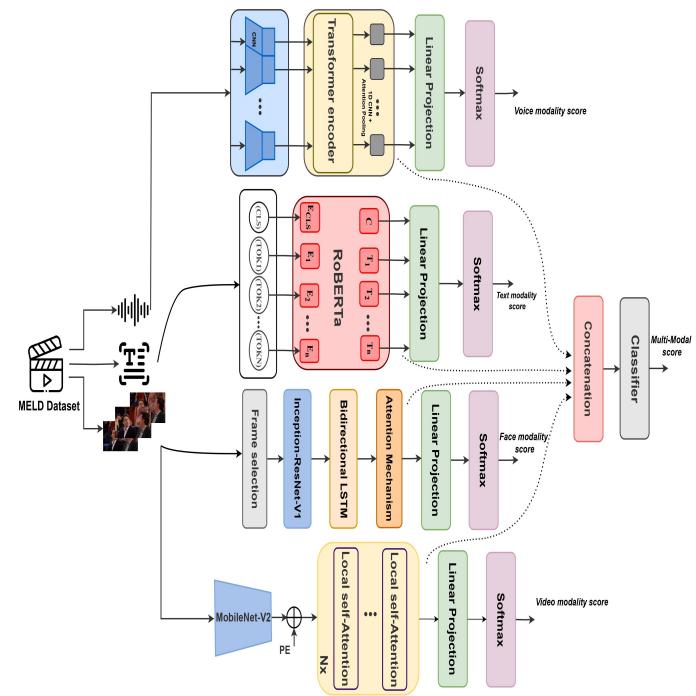 CNN
Transformer encoder
1D CNN +
Attention Pooling
Linear Projection
Softmax
Voice modality score
(CLS)
(TOK1)
(TOK2)
(TOKN)
E_CLS
E_1
E_2
E_n
RoBERTa
C
T_1
T_2
T_n
Linear Projection
Softmax
Text modality
score
Concatenation
Classifier
Multi-Modal
score
MELD Dataset
Frame selection
Inception-ResNet-V1
Bidirectional LSTM
Attention Mechanism
Linear Projection
Softmax
Face modality
score
MobileNet-V2
PE
Local self-Attention
Local self-Attention
Nx
Linear Projection
Softmax
Video modality score